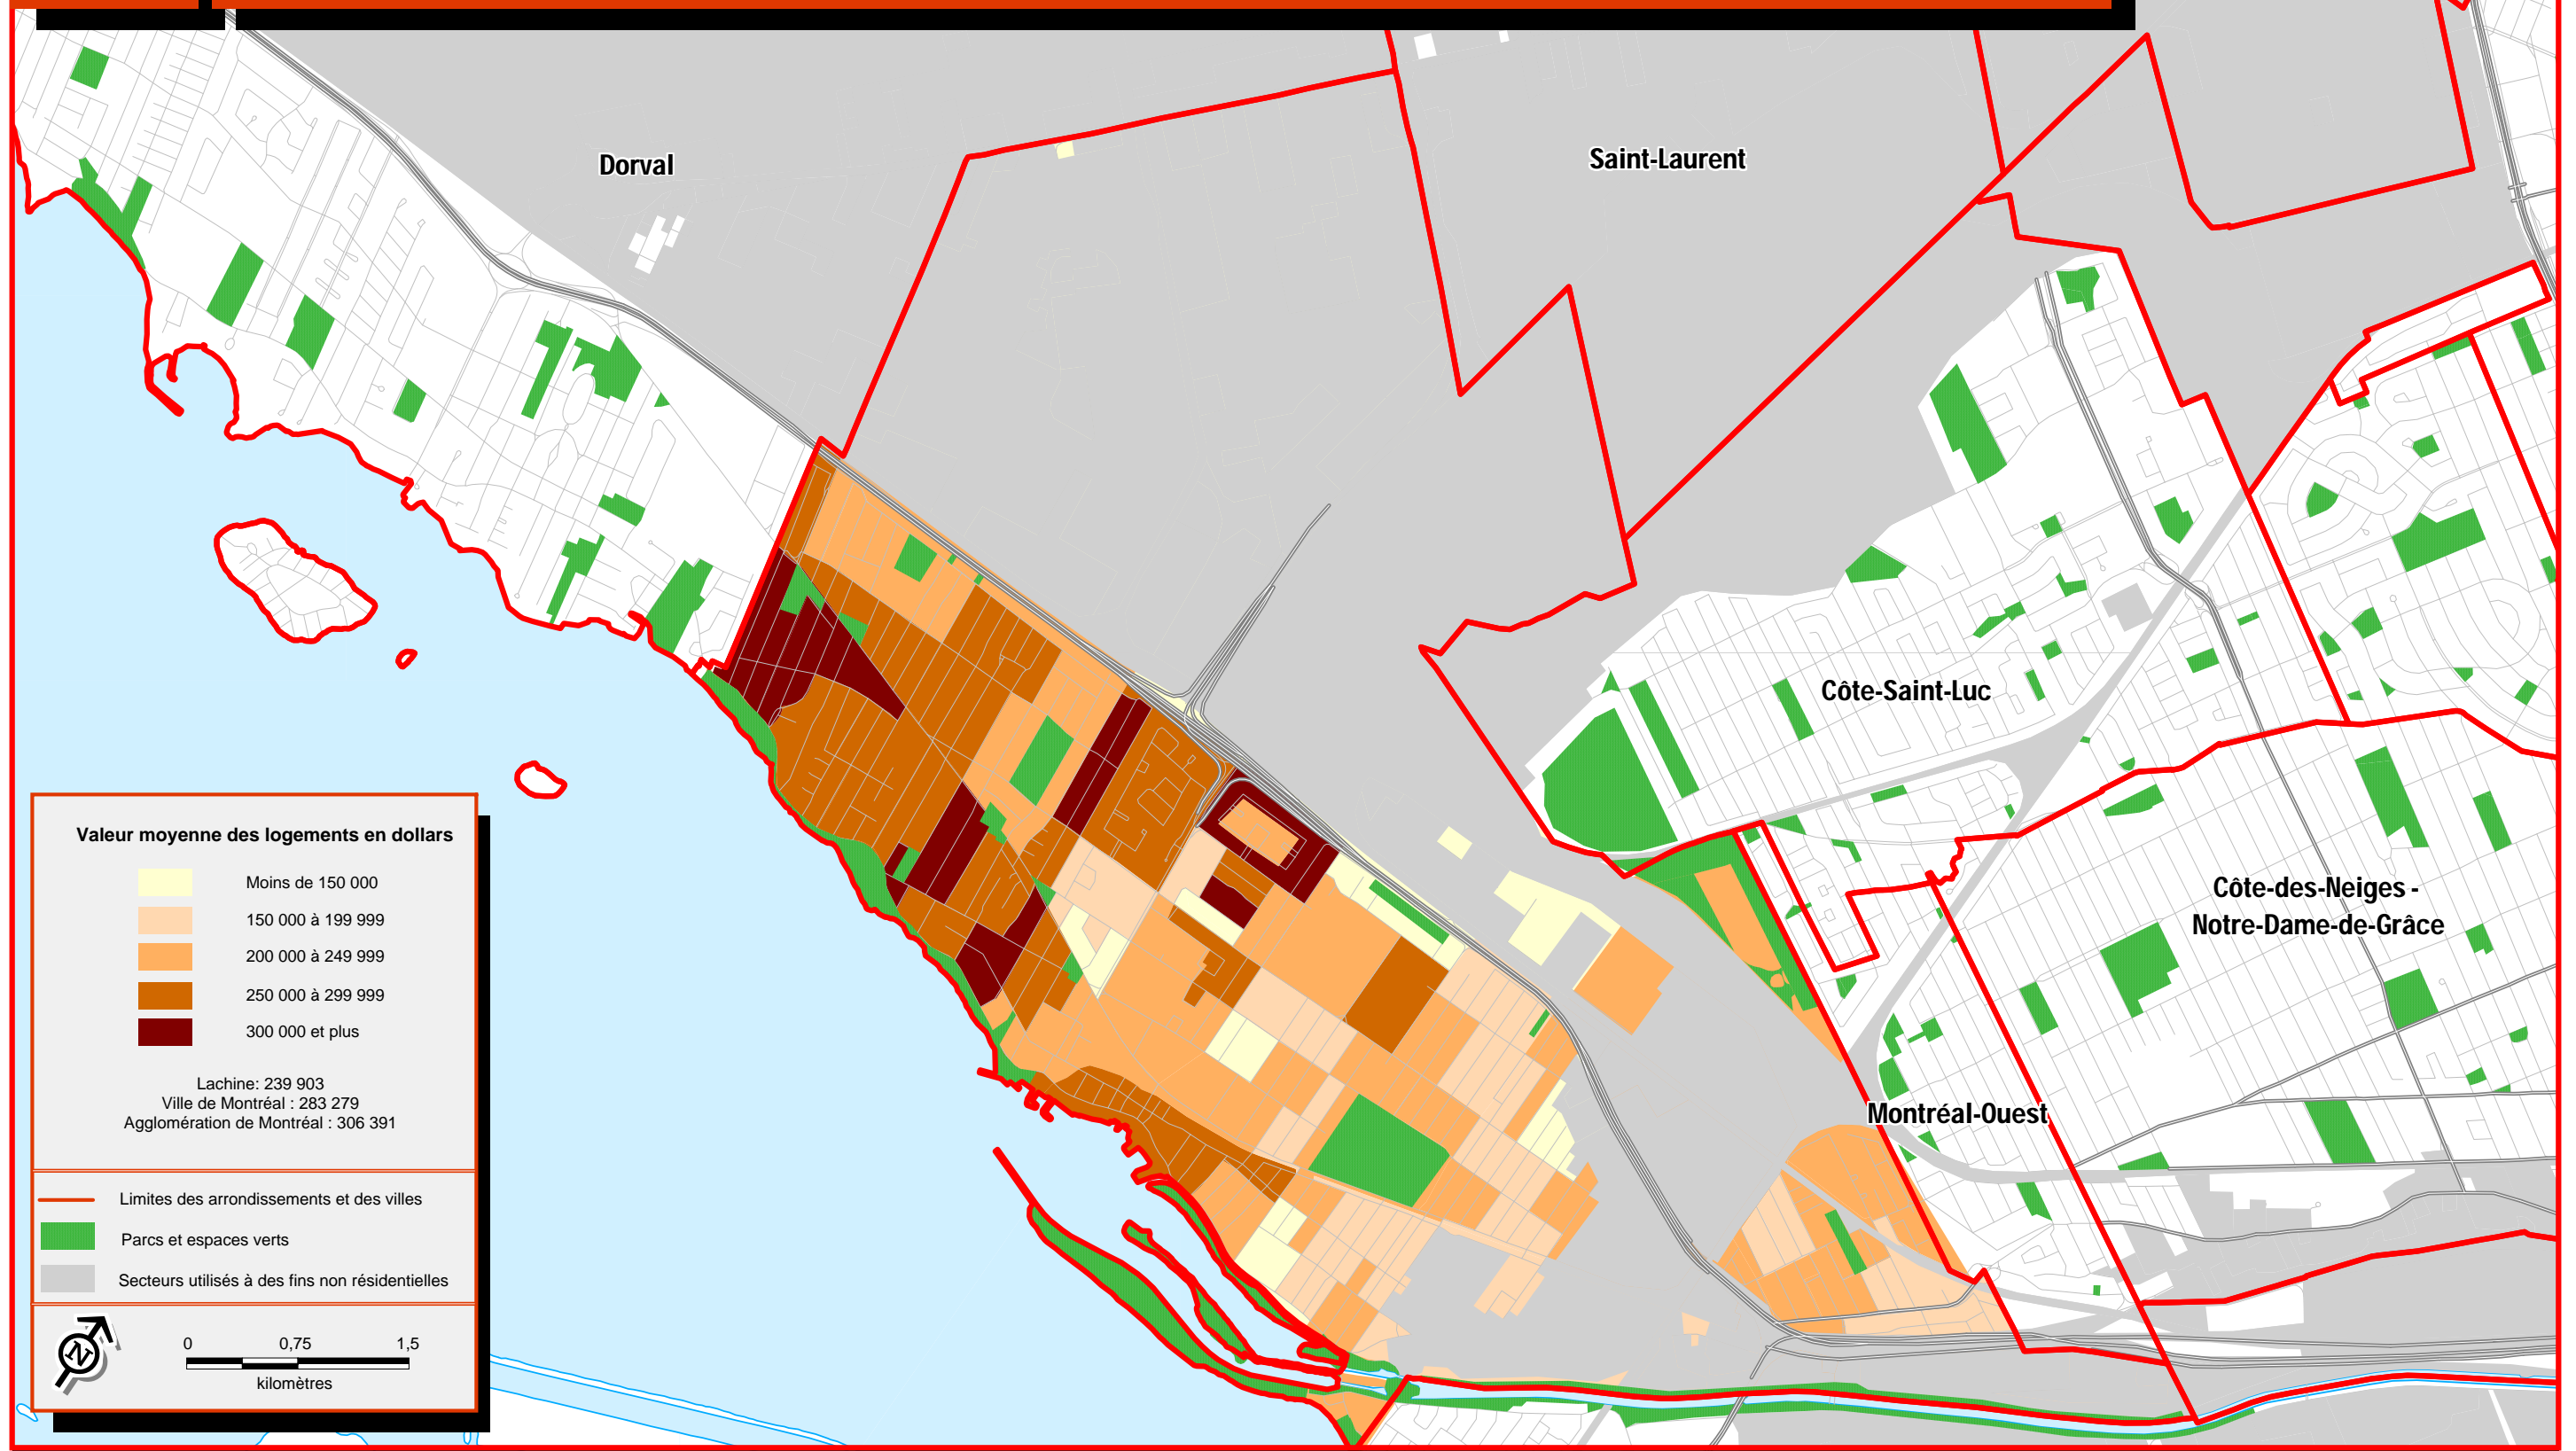 Dorval
Saint-Laurent
Côte-Saint-Luc
Côte-des-Neiges -
Notre-Dame-de-Grâce
Montréal-Ouest
Valeur moyenne des logements en dollars
Moins de 150 000
150 000 à 199 999
200 000 à 249 999
250 000 à 299 999
300 000 et plus
Lachine: 239 903
Ville de Montréal : 283 279
Agglomération de Montréal : 306 391
Limites des arrondissements et des villes
Parcs et espaces verts
Secteurs utilisés à des fins non résidentielles
N
0 0,75 1,5
kilomètres